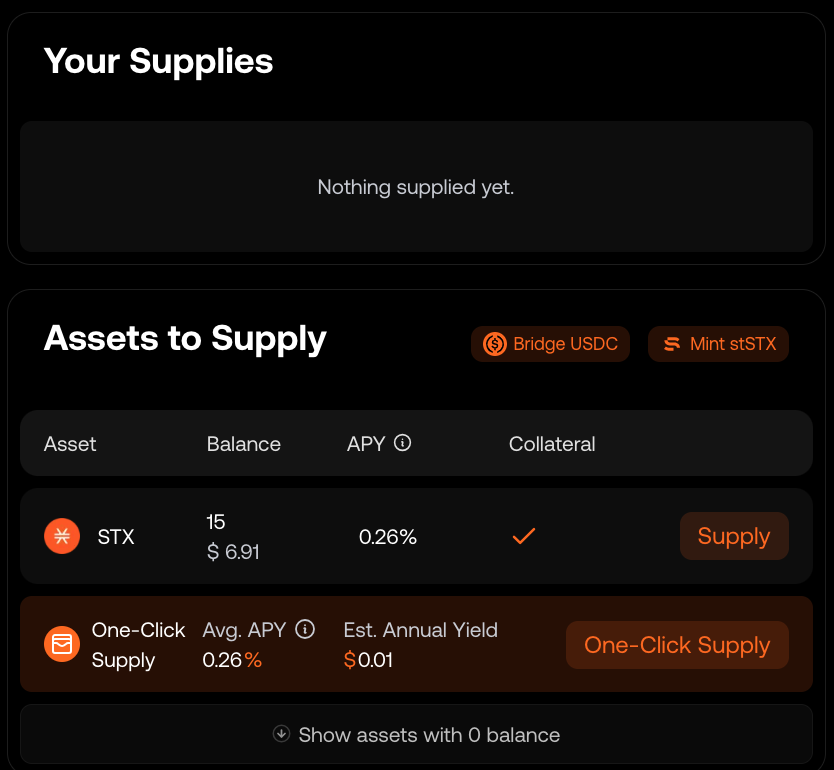 Your Supplies
Nothing supplied yet.
Assets to Supply
Bridge USDC
Mint stSTX
Asset Balance APY Collateral
STX 15 $ 6.91 0.26% Supply
One-Click Supply Avg. APY 0.26% Est. Annual Yield $0.01 One-Click Supply
Show assets with 0 balance